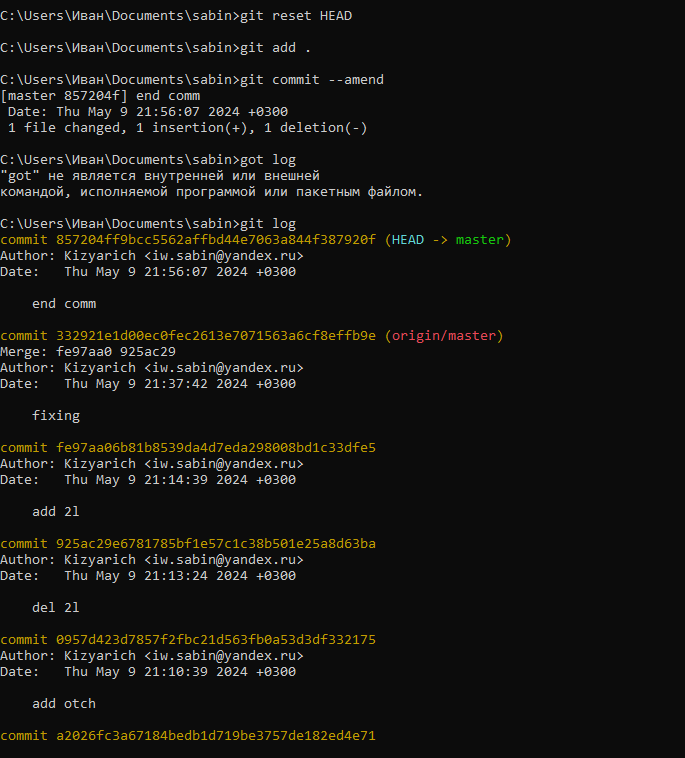 C:\Users\Иван\Documents\sabin>git reset HEAD
C:\Users\Иван\Documents\sabin>git add .
C:\Users\Иван\Documents\sabin>git commit --amend
[master 857204f] end comm
Date: Thu May 9 21:56:07 2024 +0300
1 file changed, 1 insertion(+), 1 deletion(-)
C:\Users\Иван\Documents\sabin>got log
"got" не является внутренней или внешней
командой, исполняемой программой или пакетным файлом.
C:\Users\Иван\Documents\sabin>git log
commit 857204ff9bcc5562affbd44e7063a844f387920f (HEAD -> master)
Author: Kizyarich <iw.sabin@yandex.ru>
Date:   Thu May 9 21:56:07 2024 +0300
end comm
commit 332921e1d00ec0fec2613e7071563a6cf8effb9e (origin/master)
Merge: fe97aa0 925ac29
Author: Kizyarich <iw.sabin@yandex.ru>
Date:   Thu May 9 21:37:42 2024 +0300
fixing
commit fe97aa06b81b8539da4d7eda298008bd1c33dfe5
Author: Kizyarich <iw.sabin@yandex.ru>
Date:   Thu May 9 21:14:39 2024 +0300
add 2l
commit 925ac29e6781785bf1e57c1c38b501e25a8d63ba
Author: Kizyarich <iw.sabin@yandex.ru>
Date:   Thu May 9 21:13:24 2024 +0300
del 2l
commit 0957d423d7857f2fbc21d563fb0a53d3df332175
Author: Kizyarich <iw.sabin@yandex.ru>
Date:   Thu May 9 21:10:39 2024 +0300
add otch
commit a2026fc3a67184bedb1d719be3757de182ed4e71